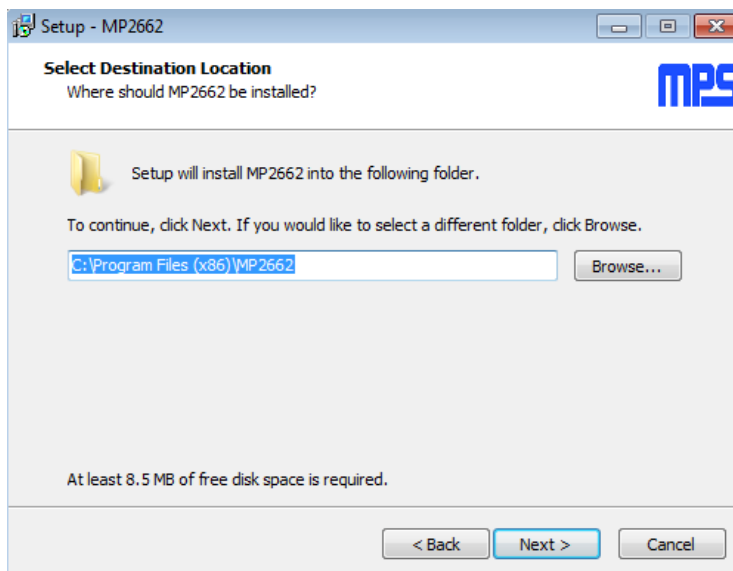 Setup - MP2662
Select Destination Location
Where should MP2662 be installed?
MPS
Setup will install MP2662 into the following folder.
To continue, click Next. If you would like to select a different folder, click Browse.
C:\Program Files (x86)\MP2662
Browse...
At least 8.5 MB of free disk space is required.
< Back
Next >
Cancel